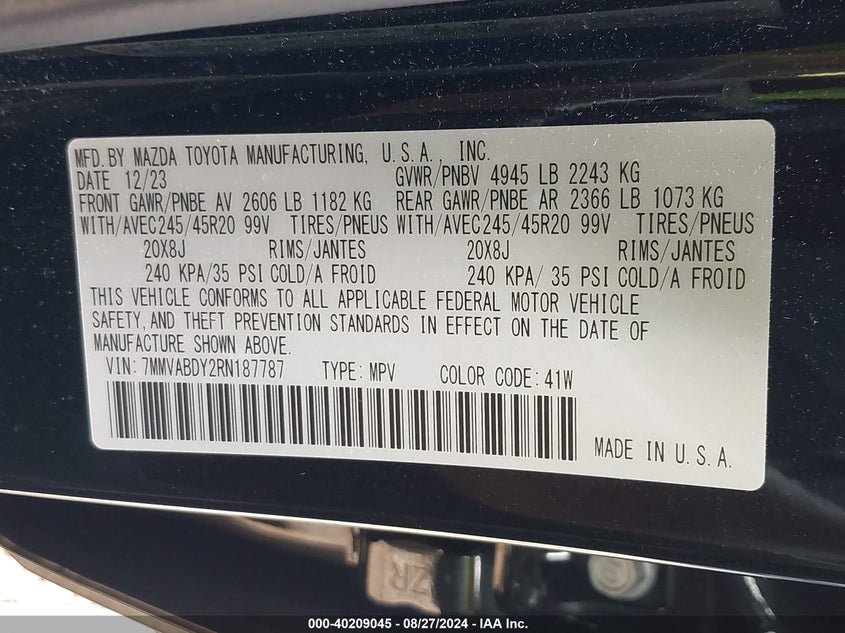 MFD. BY MAZDA TOYOTA MANUFACTURING, U.S.A., INC.
DATE 12/23 GVWR/PNBV 4945 LB 2243 KG
FRONT GAWR/PNBE AV 2606 LB 1182 KG REAR GAWR/PNBE AR 2366 LB 1073 KG
WITH/AVEC245/45R20 99V TIRES/PNEUS WITH/AVEC245/45R20 99V TIRES/PNEUS
20X8J RIMS/JANTES 20X8J RIMS/JANTES
240 KPA/35 PSI COLD/A FROID 240 KPA/ 35 PSI COLD/A FROID
THIS VEHICLE CONFORMS TO ALL APPLICABLE FEDERAL MOTOR VEHICLE
SAFETY, AND THEFT PREVENTION STANDARDS IN EFFECT ON THE DATE OF
MANUFACTURE SHOWN ABOVE.
VIN: 7MMVABDY2RN187787 TYPE: MPV COLOR CODE: 41W
MADE IN U.S.A.
ZR
000-40209045 - 08/27/2024 - IAA Inc.